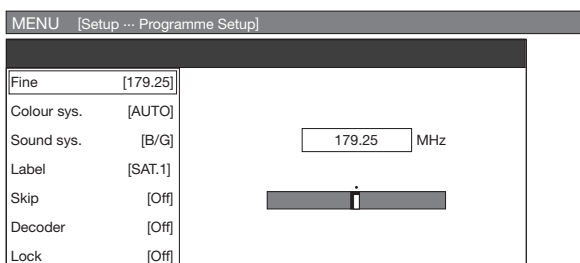 MENU [Setup ··· Programme Setup]
Fine [179.25]
Colour sys. [AUTO]
Sound sys. [B/G]
179.25 MHz
Label [SAT.1]
Skip [Off]
Decoder [Off]
Lock [Off]